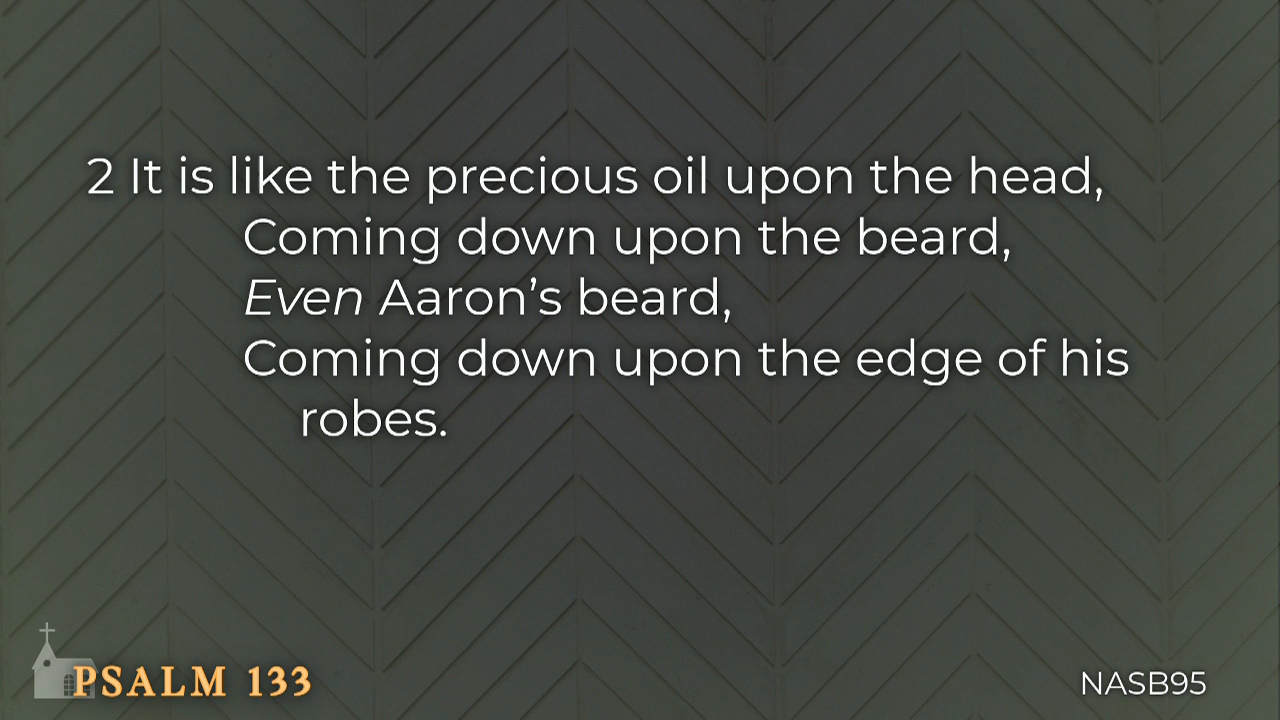 2 It is like the precious oil upon the head,
Coming down upon the beard,
Even Aaron’s beard,
Coming down upon the edge of his
robes.
PSALM 133
NASB95